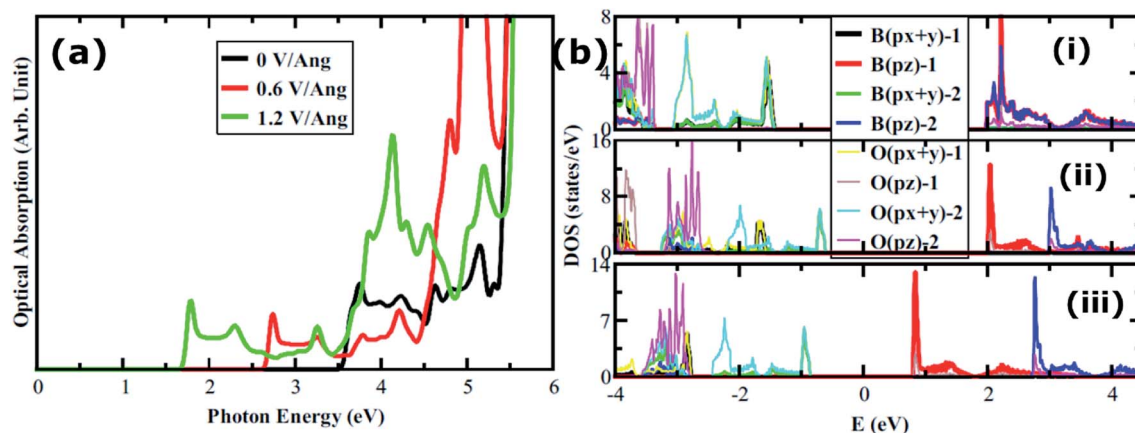 (a)
0 V/Ang
0.6 V/Ang
1.2 V/Ang
Optical Absorption (Arb. Unit)
0 1 2 3 4 5 6
Photon Energy (eV)
(b)
8
4
0
B(px+y)-1
B(pz)-1
B(px+y)-2
B(pz)-2
(i)
16
8
0
O(px+y)-1
O(pz)-1
O(px+y)-2
O(pz)-2
(ii)
DOS (states/eV)
14
7
0
(iii)
-4 -2 0 2 4
E (eV)